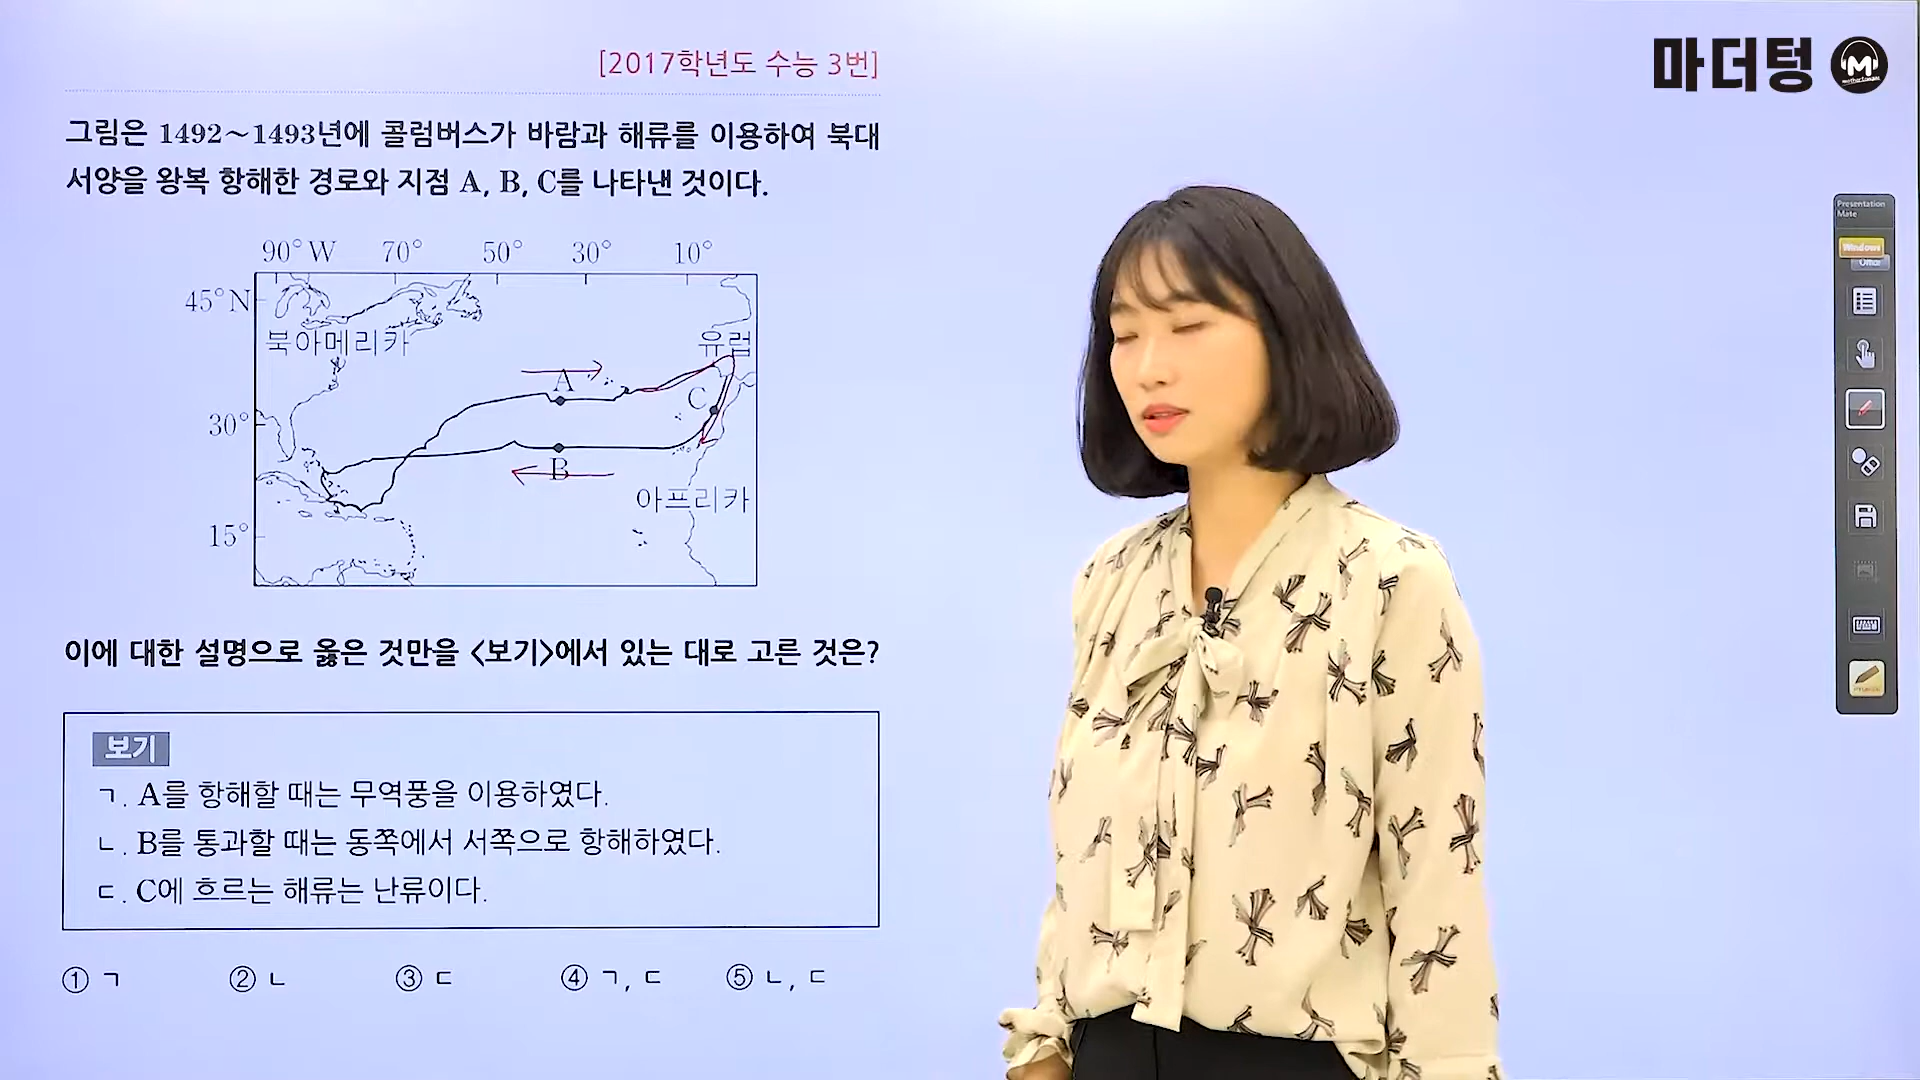 마더텅
[2017학년도 수능 3번]
그림은 1492～1493년에 콜럼버스가 바람과 해류를 이용하여 북대
서양을 왕복 항해한 경로와 지점 A, B, C를 나타낸 것이다.
90°W 70° 50° 30° 10°
45°N
북아메리카
유럽
A
C
30°
B
아프리카
15°
이에 대한 설명으로 옳은 것만을 <보기>에서 있는 대로 고른 것은?
보기
ㄱ. A를 항해할 때는 무역풍을 이용하였다.
ㄴ. B를 통과할 때는 동쪽에서 서쪽으로 항해하였다.
ㄷ. C에 흐르는 해류는 난류이다.
① ㄱ ② ㄴ ③ ㄷ ④ ㄱ, ㄷ ⑤ ㄴ, ㄷ
Presentation
Mate
Windows